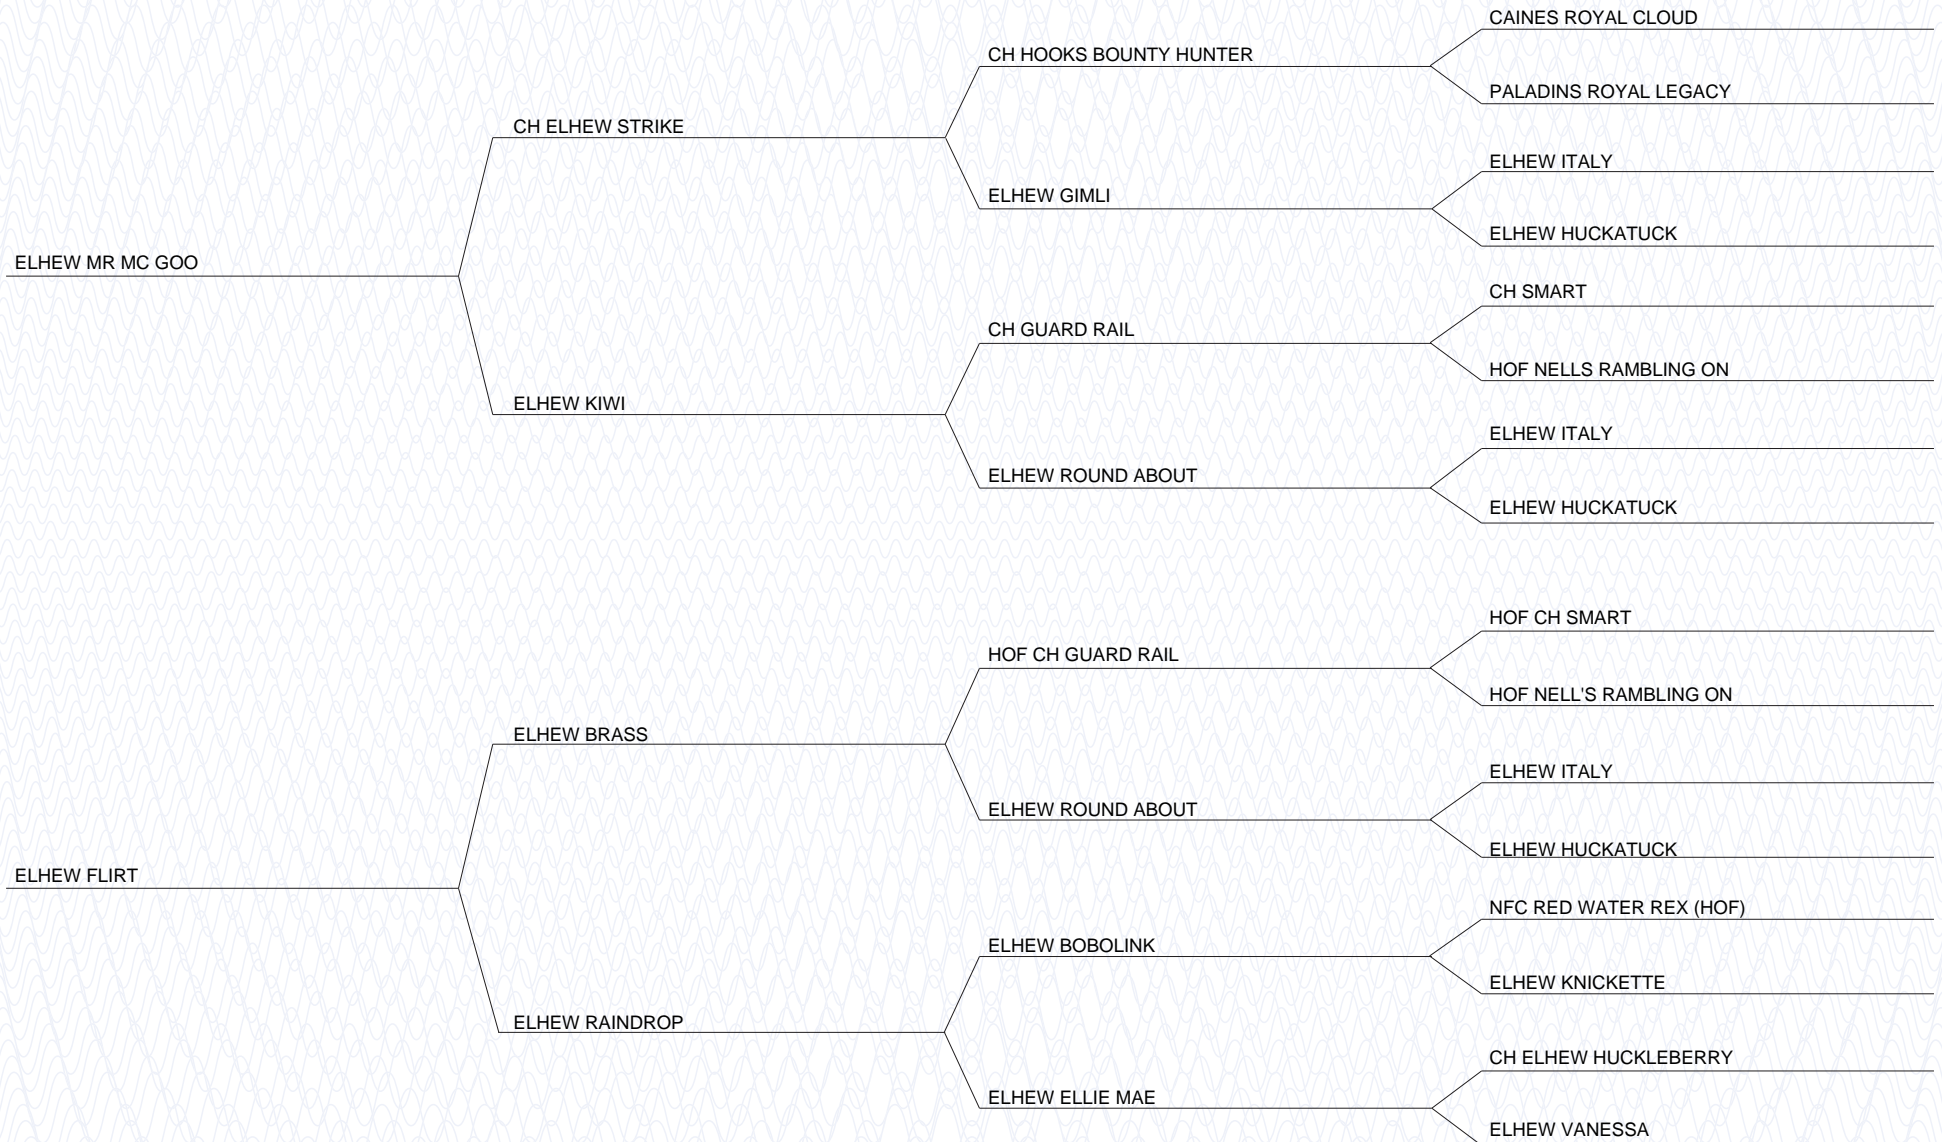 CAINES ROYAL CLOUD
CH HOOKS BOUNTY HUNTER
PALADINS ROYAL LEGACY
CH ELHEW STRIKE
ELHEW ITALY
ELHEW GIMLI
ELHEW HUCKATUCK
ELHEW MR MC GOO
CH SMART
CH GUARD RAIL
HOF NELLS RAMBLING ON
ELHEW KIWI
ELHEW ITALY
ELHEW ROUND ABOUT
ELHEW HUCKATUCK
HOF CH SMART
HOF CH GUARD RAIL
HOF NELL'S RAMBLING ON
ELHEW BRASS
ELHEW ITALY
ELHEW ROUND ABOUT
ELHEW HUCKATUCK
ELHEW FLIRT
NFC RED WATER REX (HOF)
ELHEW BOBOLINK
ELHEW KNICKETTE
ELHEW RAINDROP
CH ELHEW HUCKLEBERRY
ELHEW ELLIE MAE
ELHEW VANESSA